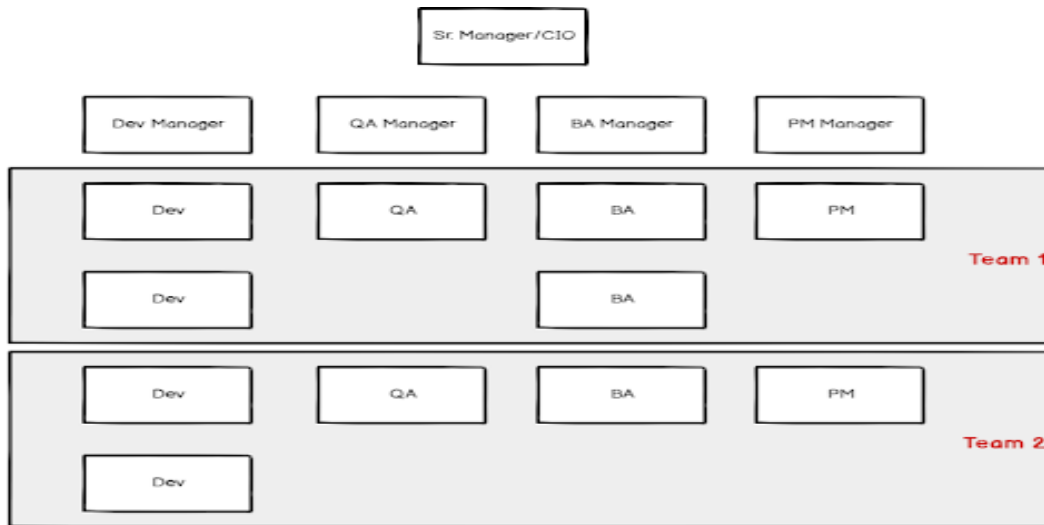 Sr. Manager/CIO
Dev Manager
QA Manager
BA Manager
PM Manager
Dev
QA
BA
PM
Team 1
Dev
BA
Dev
QA
BA
PM
Team 2
Dev